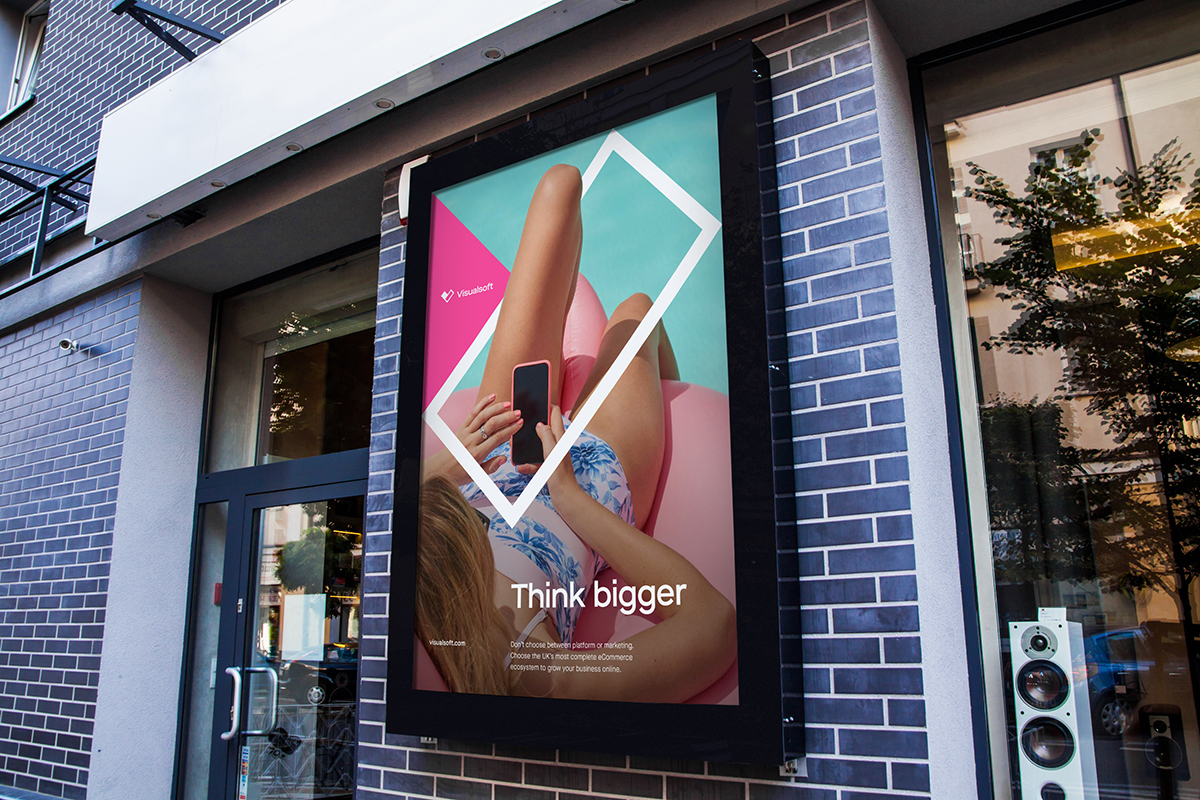 Visualsoft
Think bigger
visualsoft.com
Don't choose between platform or marketing.
Choose the UK's most complete eCommerce
ecosystem to grow your business online.